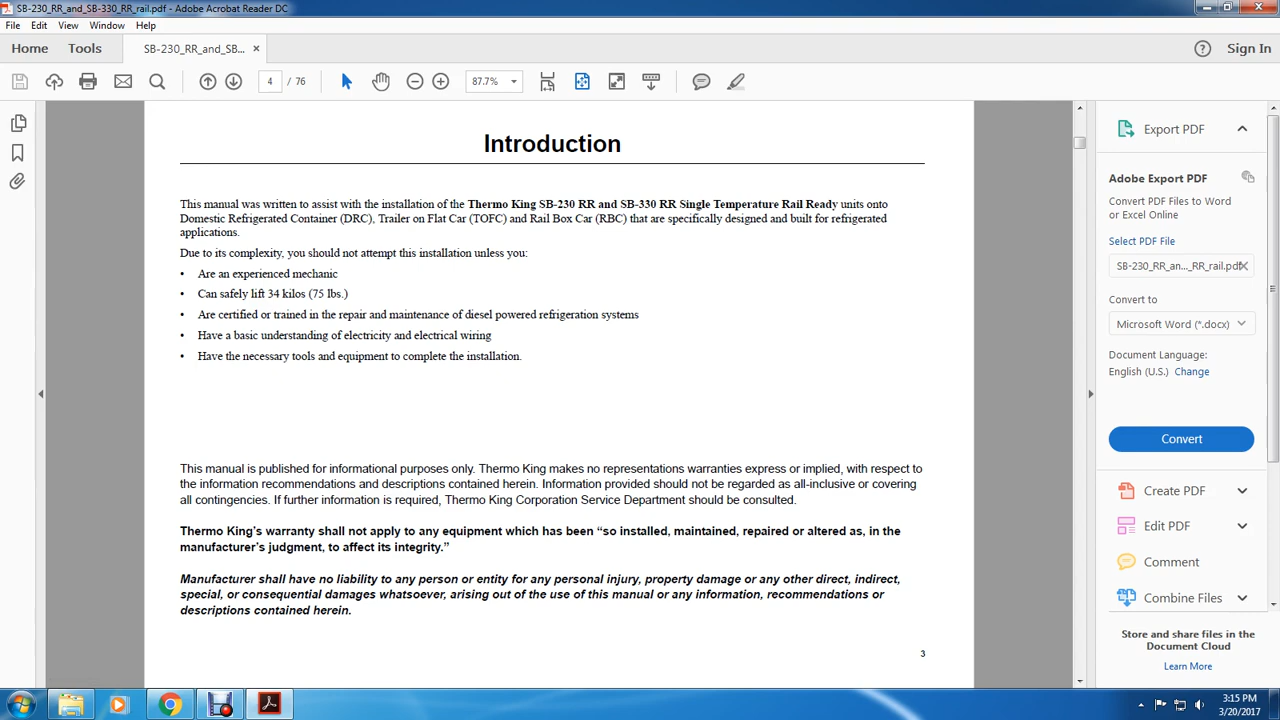 SB-230_RR_and_SB-330_RR_rail.pdf - Adobe Acrobat Reader DC
File Edit View Window Help
Home Tools SB-230_RR_and_SB... × ? Sign In
4 / 76 87.7%
Introduction
This manual was written to assist with the installation of the Thermo King SB-230 RR and SB-330 RR Single Temperature Rail Ready units onto
Domestic Refrigerated Container (DRC), Trailer on Flat Car (TOFC) and Rail Box Car (RBC) that are specifically designed and built for refrigerated
applications.
Due to its complexity, you should not attempt this installation unless you:
• Are an experienced mechanic
• Can safely lift 34 kilos (75 lbs.)
• Are certified or trained in the repair and maintenance of diesel powered refrigeration systems
• Have a basic understanding of electricity and electrical wiring
• Have the necessary tools and equipment to complete the installation.
This manual is published for informational purposes only. Thermo King makes no representations warranties express or implied, with respect to
the information recommendations and descriptions contained herein. Information provided should not be regarded as all-inclusive or covering
all contingencies. If further information is required, Thermo King Corporation Service Department should be consulted.
Thermo King's warranty shall not apply to any equipment which has been “so installed, maintained, repaired or altered as, in the
manufacturer's judgment, to affect its integrity.”
Manufacturer shall have no liability to any person or entity for any personal injury, property damage or any other direct, indirect,
special, or consequential damages whatsoever, arising out of the use of this manual or any information, recommendations or
descriptions contained herein.
3
Export PDF
Adobe Export PDF
Convert PDF Files to Word
or Excel Online
Select PDF File
SB-230_RR_an..._RR_rail.pdf
Convert to
Microsoft Word (*.docx)
Document Language:
English (U.S.) Change
Convert
Create PDF
Edit PDF
Comment
Combine Files
Store and share files in the
Document Cloud
Learn More
3:15 PM
3/20/2017